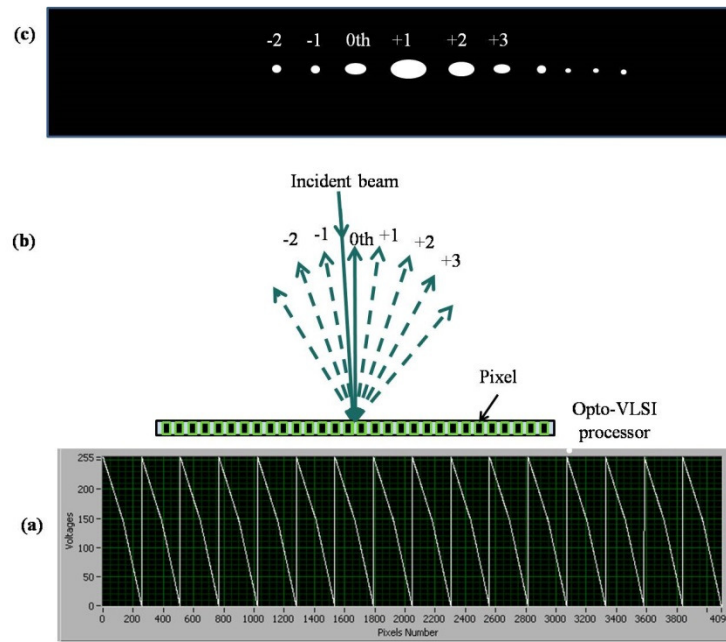 (c)
-2 -1 0th +1 +2 +3
Incident beam
(b)
-2 -1 0th +1 +2 +3
Pixel
Opto-VLSI
processor
(a)
Voltages
255
200
150
100
50
0
0 200 400 600 800 1000 1200 1400 1600 1800 2000 2200 2400 2600 2800 3000 3200 3400 3600 3800
Pixels Number